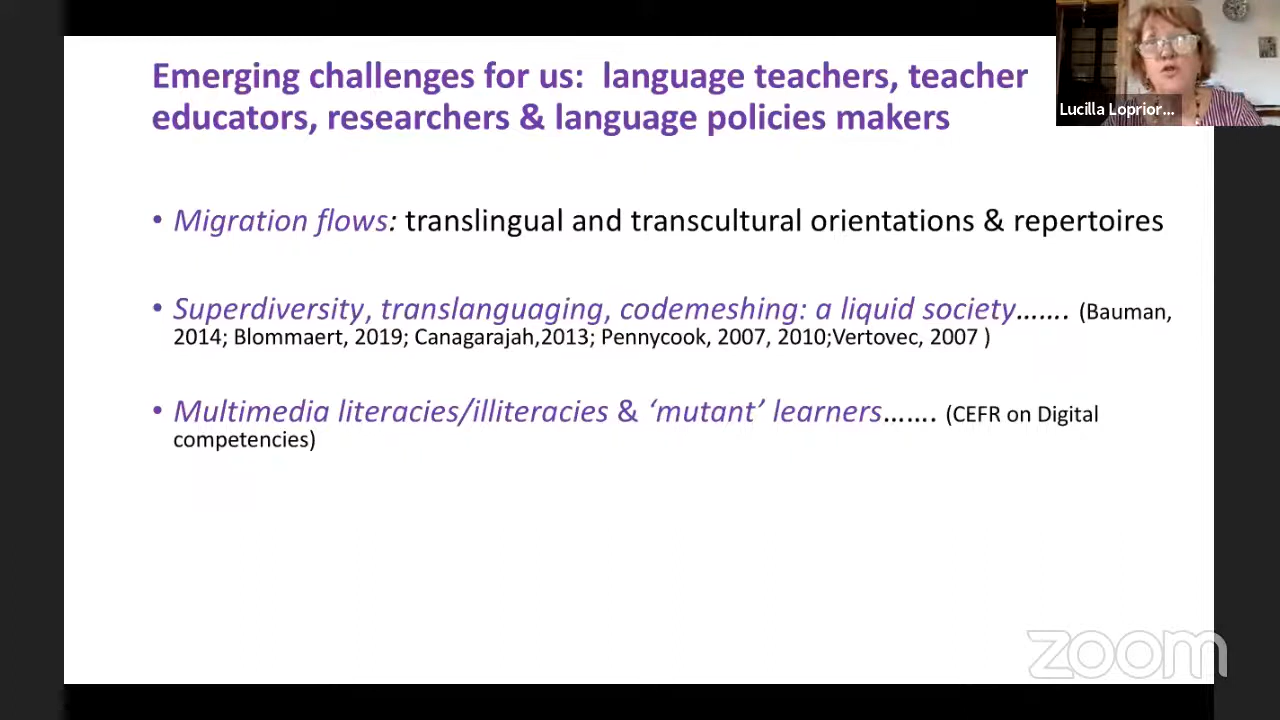 Emerging challenges for us:  language teachers, teacher
educators, researchers & language policies makers
Lucilla Loprior...
• Migration flows: translingual and transcultural orientations & repertoires
• Superdiversity, translanguaging, codemeshing: a liquid society……. (Bauman,
2014; Blommaert, 2019; Canagarajah,2013; Pennycook, 2007, 2010;Vertovec, 2007 )
• Multimedia literacies/illiteracies & ‘mutant’ learners……. (CEFR on Digital
competencies)
zoom